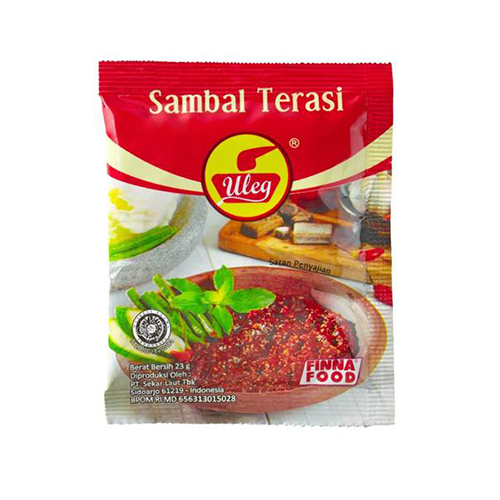 Sambal Terasi
®
Uleg
Saran Penyajian
Berat Bersih 23 g
Diproduksi Oleh :
PT. Sekar Laut Tbk
Sidoarjo 61219 - Indonesia
BPOM RI MD 656313015028
FINNA
FOOD